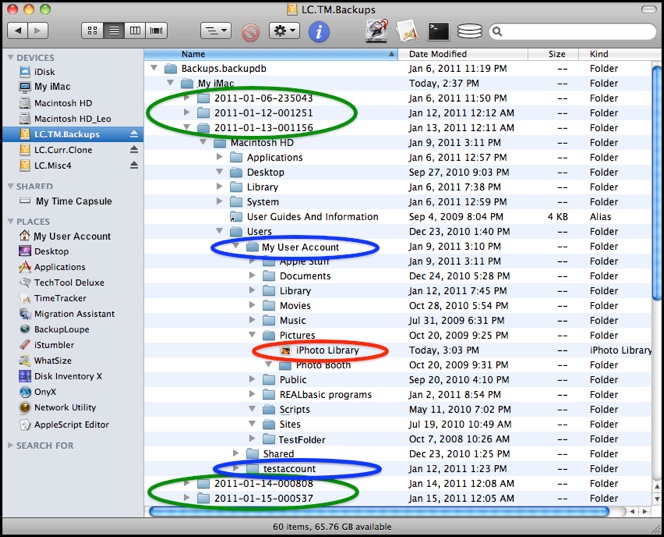 LC.TM.Backups
Name Date Modified Size Kind
DEVICES
iDisk
My iMac
Macintosh HD
Macintosh HD_Leo
LC.TM.Backups
LC.Curr.Clone
LC.Misc4
SHARED
My Time Capsule
PLACES
My User Account
Desktop
Applications
TechTool Deluxe
TimeTracker
Migration Assistant
BackupLoupe
iStumbler
WhatSize
Disk Inventory X
OnyX
Network Utility
AppleScript Editor
SEARCH FOR
Backups.backupdb Jan 6, 2011 11:19 PM -- Folder
My iMac Today, 2:37 PM -- Folder
2011-01-06-235043 Jan 6, 2011 11:50 PM -- Folder
2011-01-12-001251 Jan 12, 2011 12:12 AM -- Folder
2011-01-13-001156 Jan 13, 2011 12:11 AM -- Folder
Macintosh HD Jan 9, 2011 3:11 PM -- Folder
Applications Jan 6, 2011 12:57 PM -- Folder
Desktop Sep 27, 2010 9:03 PM -- Folder
Library Jan 6, 2011 7:38 PM -- Folder
System Jan 6, 2011 12:59 PM -- Folder
User Guides And Information Sep 4, 2009 8:04 PM 4 KB Alias
Users Dec 23, 2010 1:40 PM -- Folder
My User Account Jan 9, 2011 3:10 PM -- Folder
Apple Stuff Jan 9, 2011 3:11 PM -- Folder
Documents Dec 24, 2010 5:28 PM -- Folder
Library Jan 12, 2011 7:45 PM -- Folder
Movies Oct 28, 2010 5:54 PM -- Folder
Music Jul 31, 2009 6:31 PM -- Folder
Pictures Oct 20, 2009 9:25 PM -- Folder
iPhoto Library Today, 3:03 PM -- iPhoto Library
Photo Booth Oct 20, 2009 9:31 PM -- Folder
Public Sep 20, 2010 4:10 PM -- Folder
REALbasic programs Jan 2, 2011 8:54 PM -- Folder
Scripts May 11, 2010 7:02 PM -- Folder
Sites Jul 19, 2010 10:49 AM -- Folder
TestFolder Oct 7, 2008 10:26 AM -- Folder
Shared Dec 23, 2010 1:25 PM -- Folder
testaccount Jan 12, 2011 1:23 PM -- Folder
2011-01-14-000808 Jan 14, 2011 12:08 AM -- Folder
2011-01-15-000537 Jan 15, 2011 12:05 AM -- Folder
60 items, 65.76 GB available